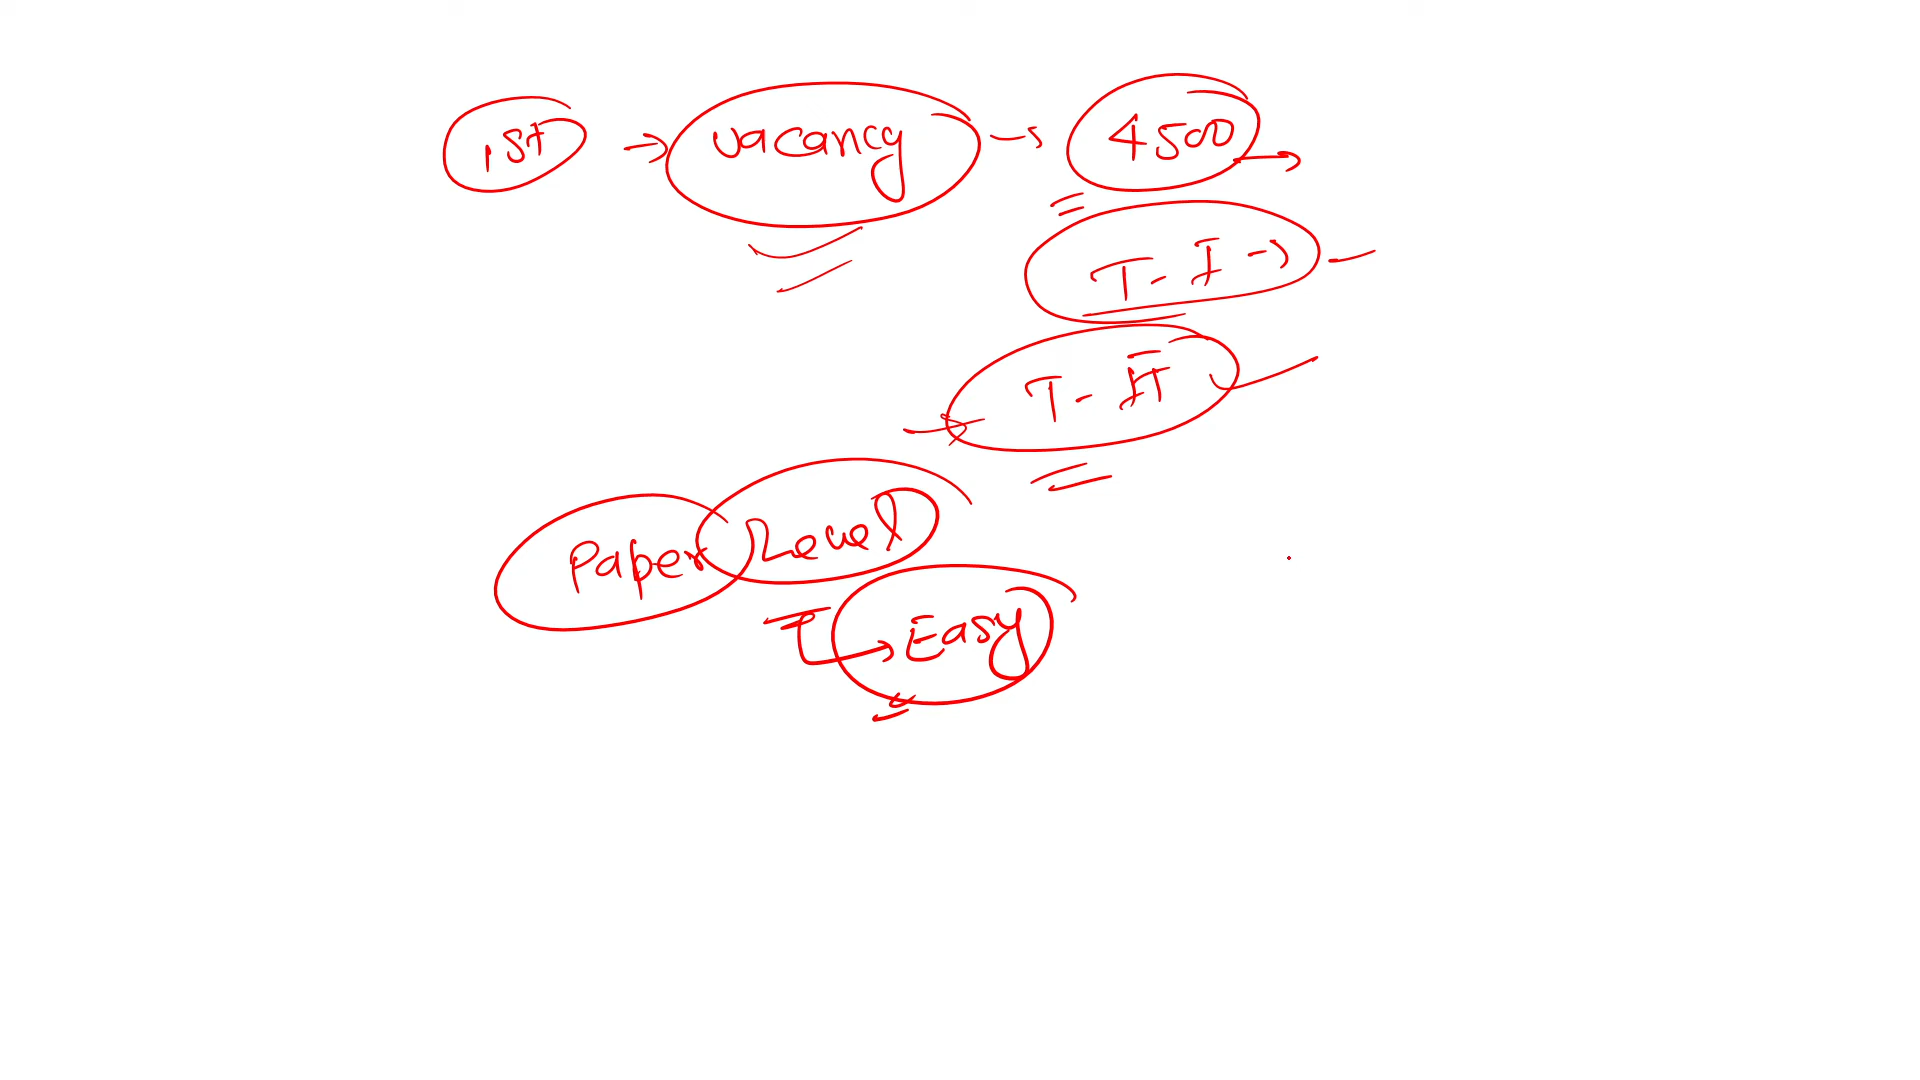 1st → vacancy → 4500 →
T - I →
T - II
Paper Level
→ Easy